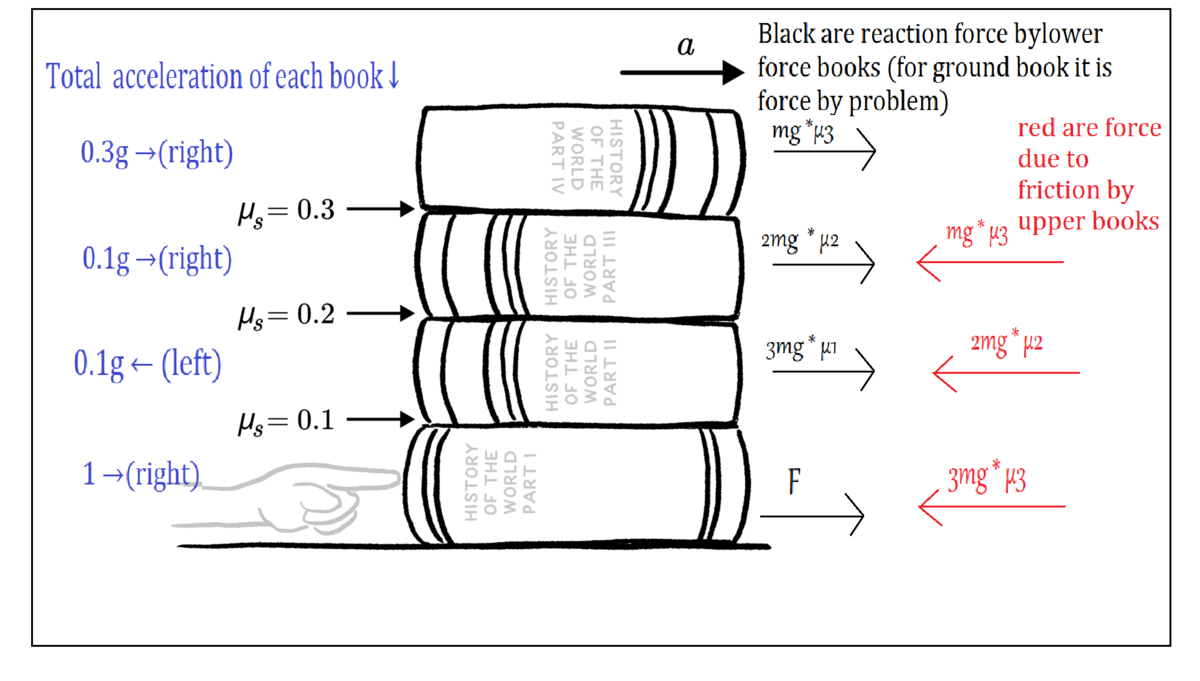 a
Black are reaction force bylower
force books (for ground book it is
force by problem)
Total acceleration of each book↓
mg*μ3
red are force
due to
friction by
upper books
0.3g →(right)
HISTORY
OF THE
WORLD
PART IV
μs = 0.3
0.1g →(right)
2mg *μ2
mg*μ3
HISTORY
OF THE
WORLD
PART III
μs = 0.2
0.1g ← (left)
3mg*μ1
2mg*μ2
HISTORY
OF THE
WORLD
PART II
μs = 0.1
1 →(right)
F
3mg*μ3
HISTORY
OF THE
WORLD
PART I